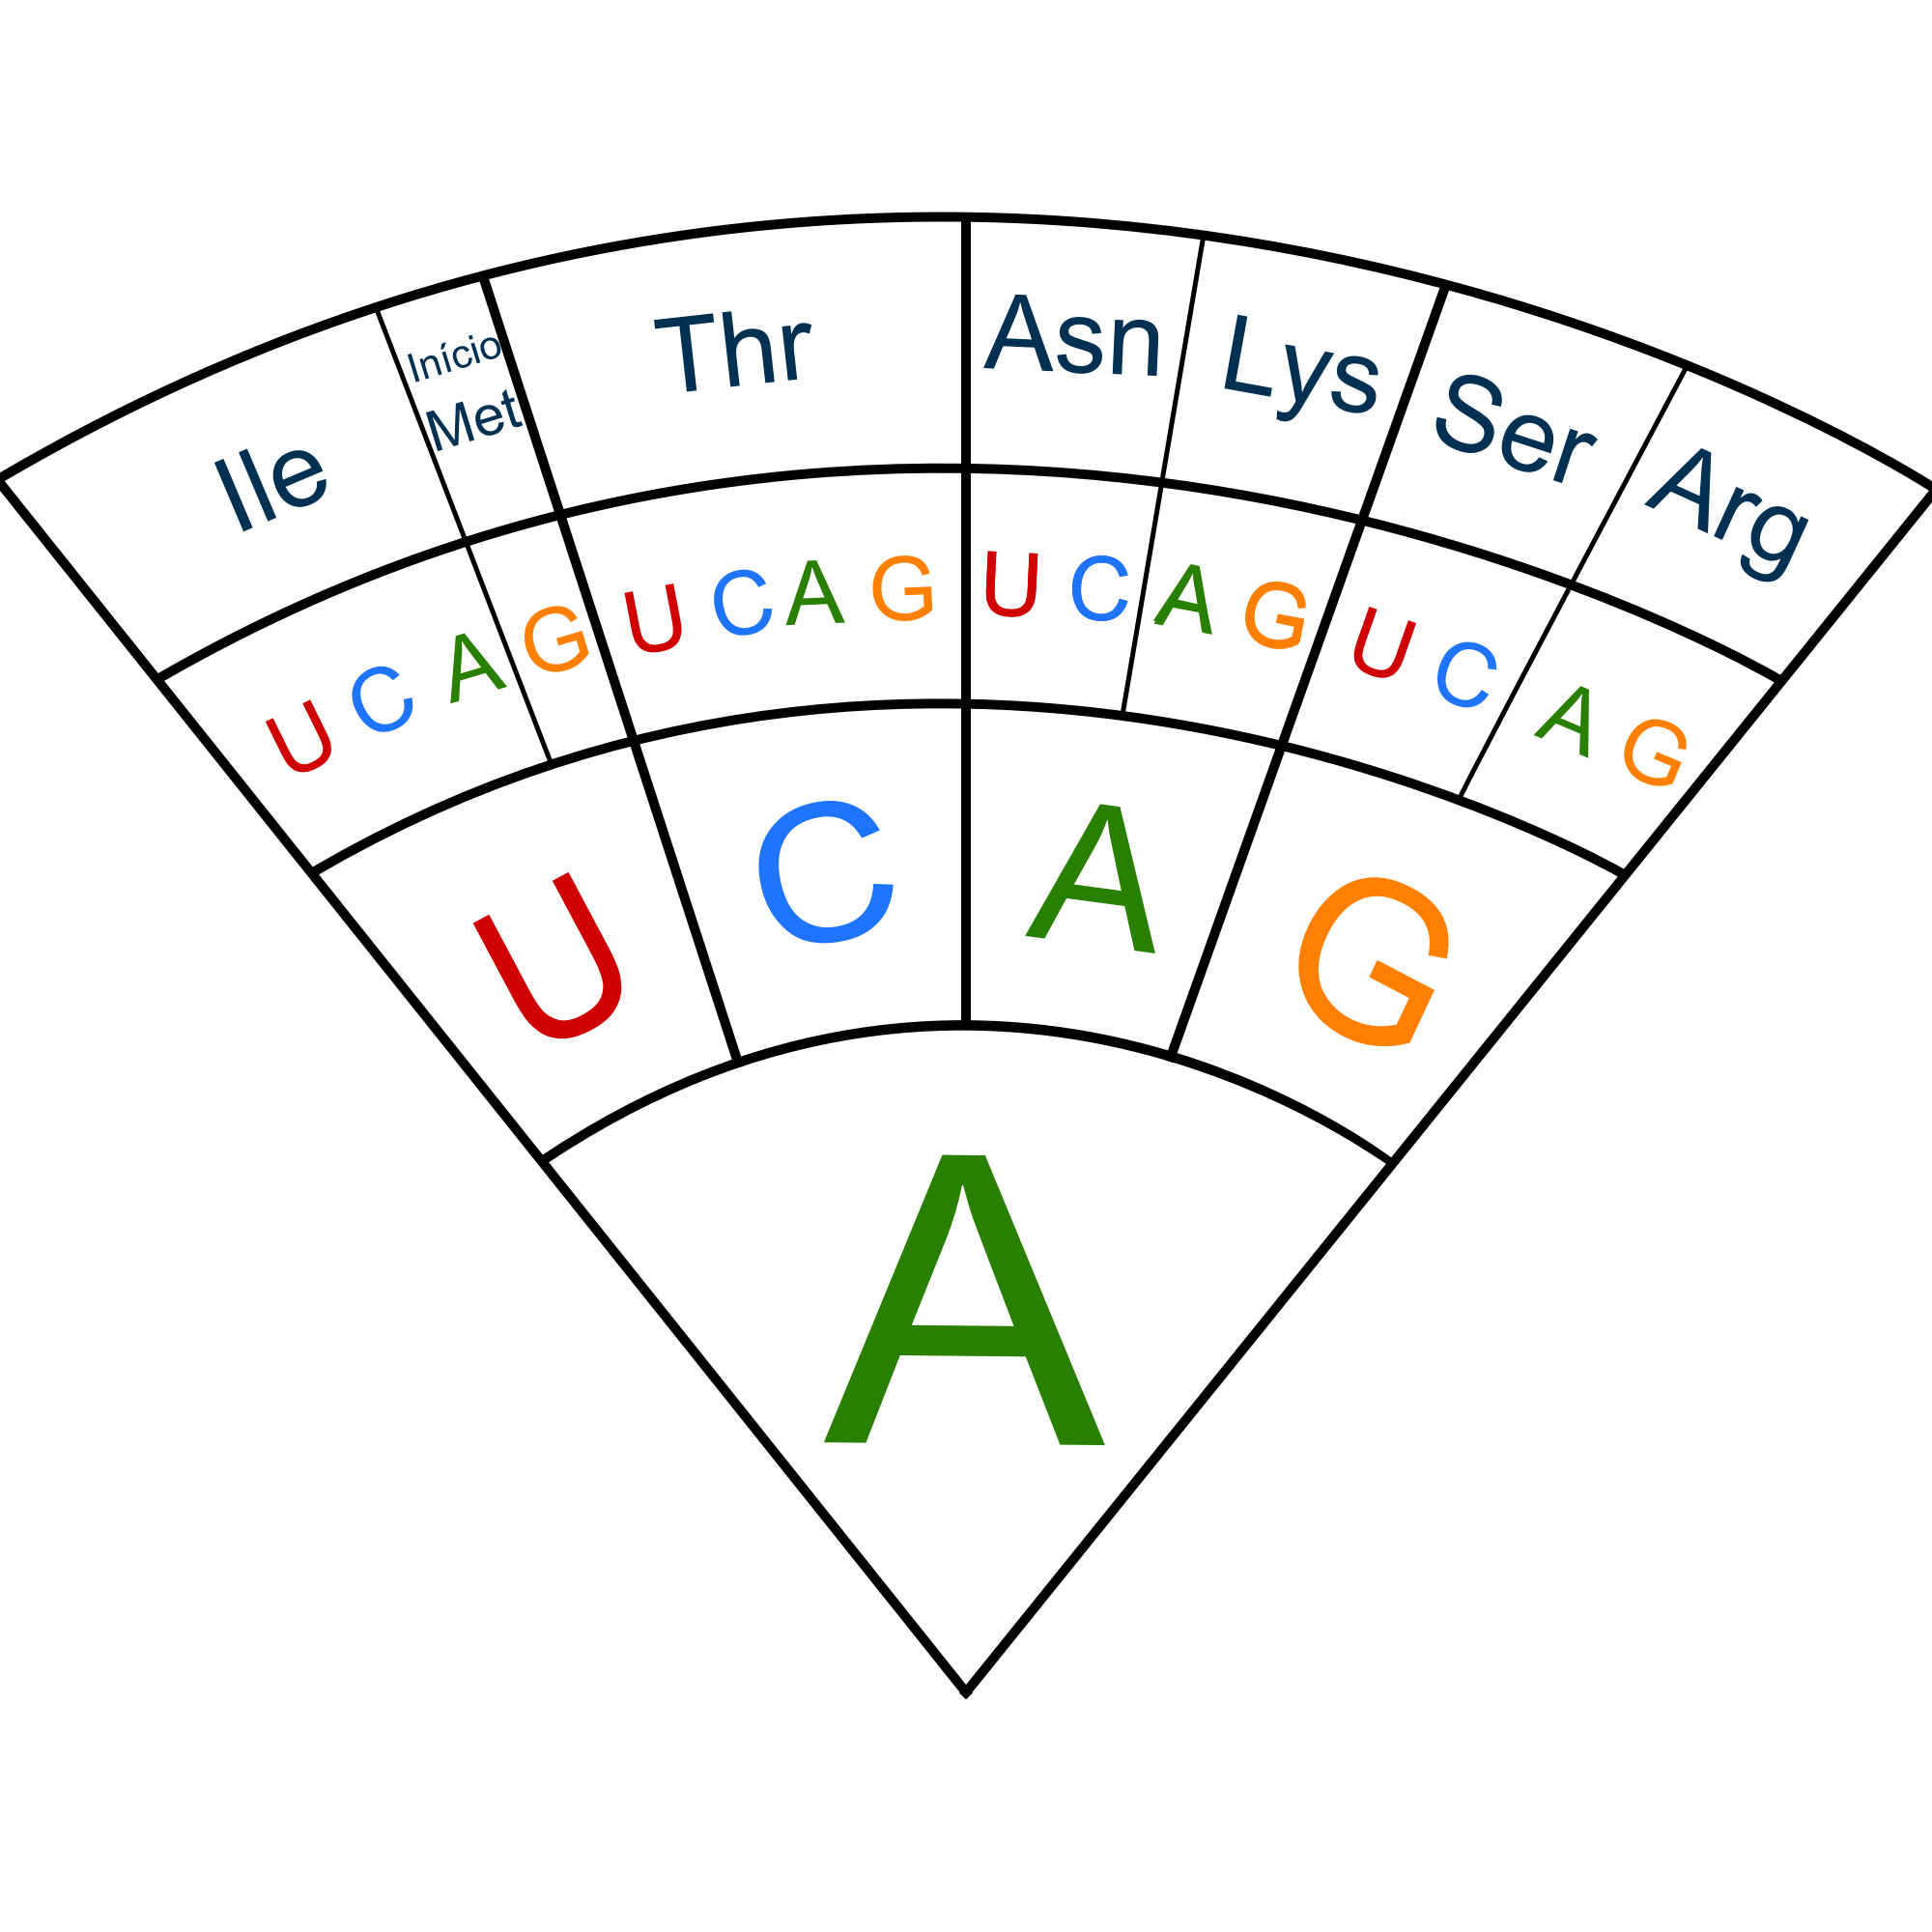 Ile
Início
Met
Thr
Asn
Lys
Ser
Arg
U C A G U C A G U C A G U C A G
U C A G
A